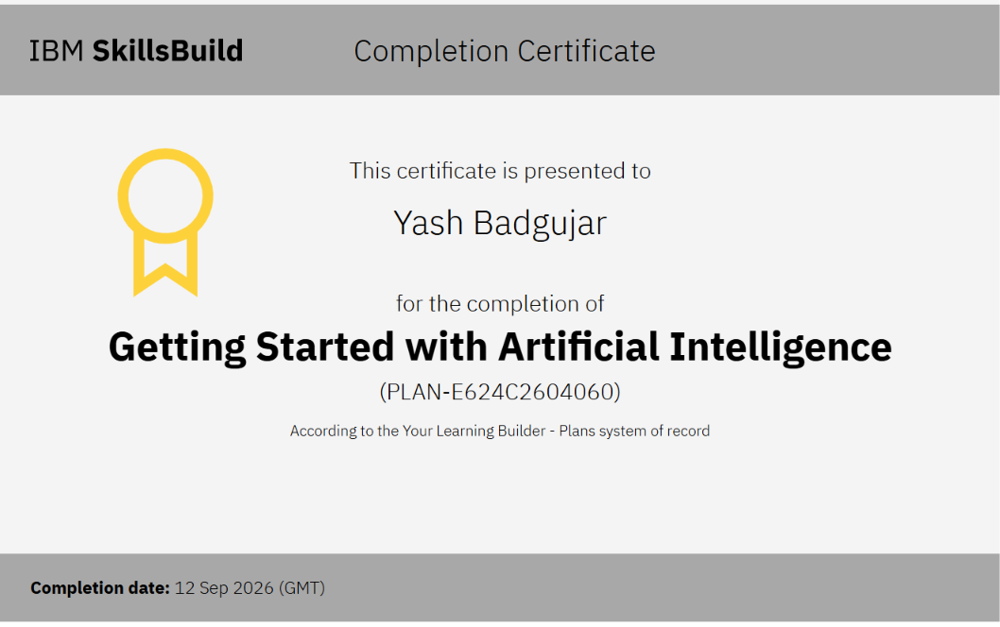 IBM SkillsBuild
Completion Certificate
This certificate is presented to
Yash Badgujar
for the completion of
Getting Started with Artificial Intelligence
(PLAN-E624C2604060)
According to the Your Learning Builder - Plans system of record
Completion date: 12 Sep 2026 (GMT)